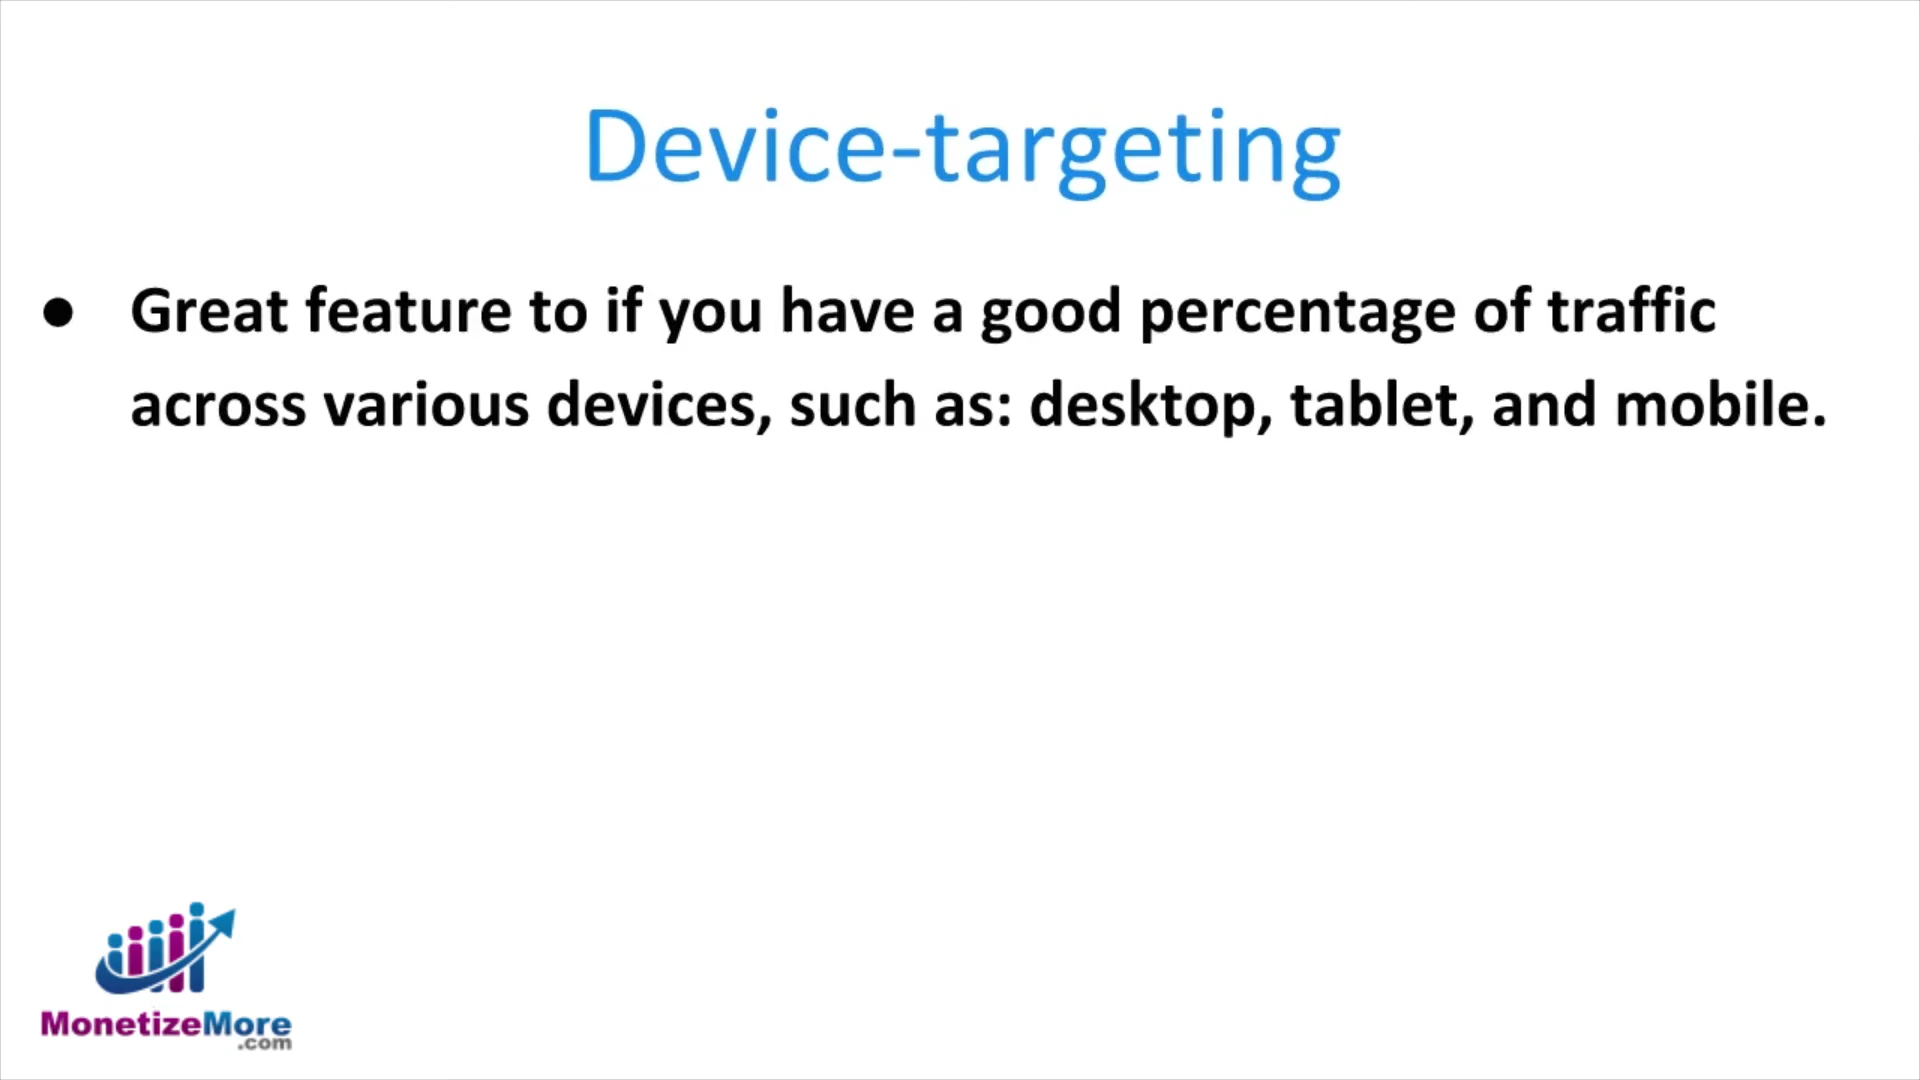 Device-targeting
● Great feature to if you have a good percentage of traffic
across various devices, such as: desktop, tablet, and mobile.
MonetizeMore
.com